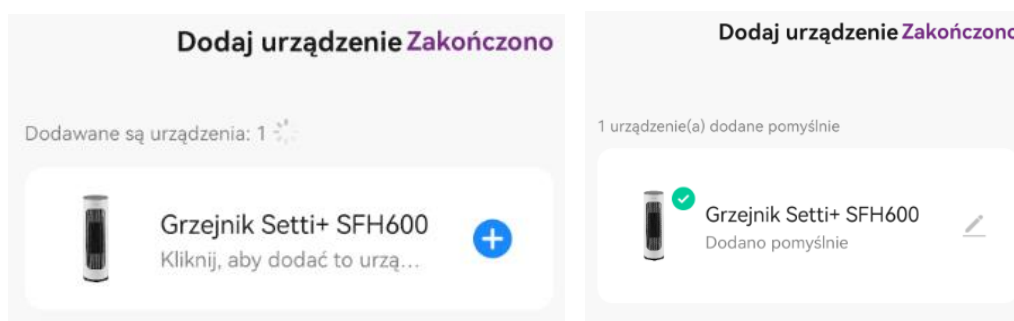 Dodaj urządzenie Zakończono
Dodawane są urządzenia: 1
Grzejnik Setti+ SFH600
Kliknij, aby dodać to urzą...
Dodaj urządzenie Zakończono
1 urządzenie(a) dodane pomyślnie
Grzejnik Setti+ SFH600
Dodano pomyślnie